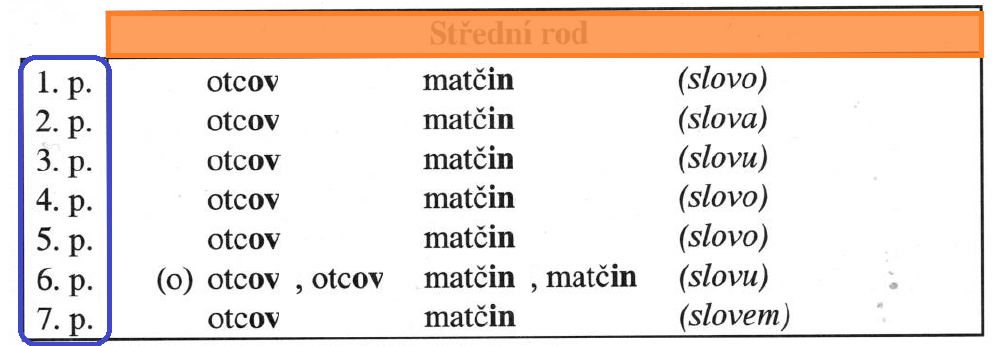 Střední rod
1. p. otcov matčin (slovo)
2. p. otcov matčin (slova)
3. p. otcov matčin (slovu)
4. p. otcov matčin (slovo)
5. p. otcov matčin (slovo)
6. p. (o) otcov , otcov matčin , matčin (slovu)
7. p. otcov matčin (slovem)